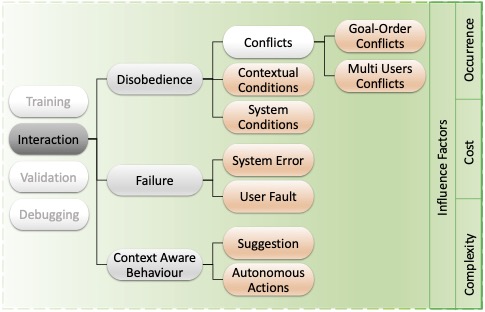 Training
Interaction
Validation
Debugging
Disobedience
Failure
Context Aware
Behaviour
Conflicts
Contextual
Conditions
System
Conditions
System Error
User Fault
Suggestion
Autonomous
Actions
Goal-Order
Conflicts
Multi Users
Conflicts
Influence Factors
Occurrence
Cost
Complexity